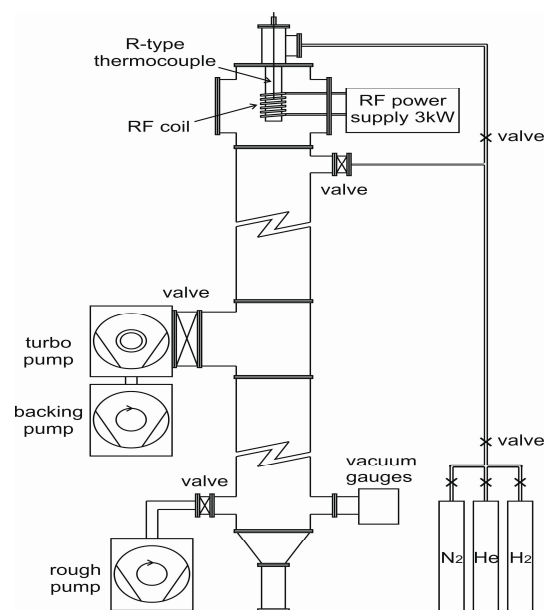 R-type
thermocouple
RF coil
RF power
supply 3kW
valve
valve
valve
turbo
pump
backing
pump
valve
valve
vacuum
gauges
rough
pump
N2
He
H2